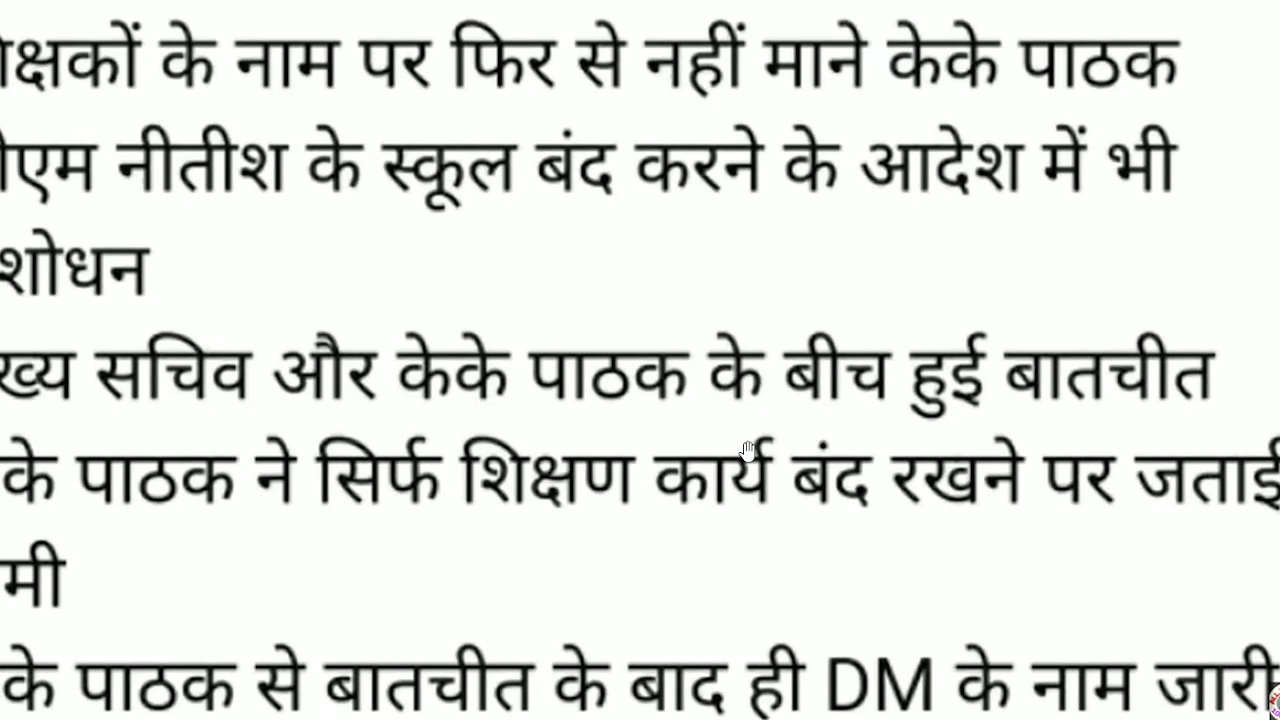 क्षकों के नाम पर फिर से नहीं माने केके पाठक
ीएम नीतीश के स्कूल बंद करने के आदेश में भी
शोधन
ख्य सचिव और केके पाठक के बीच हुई बातचीत
के पाठक ने सिर्फ शिक्षण कार्य बंद रखने पर जताई
मी
के पाठक से बातचीत के बाद ही DM के नाम जारी